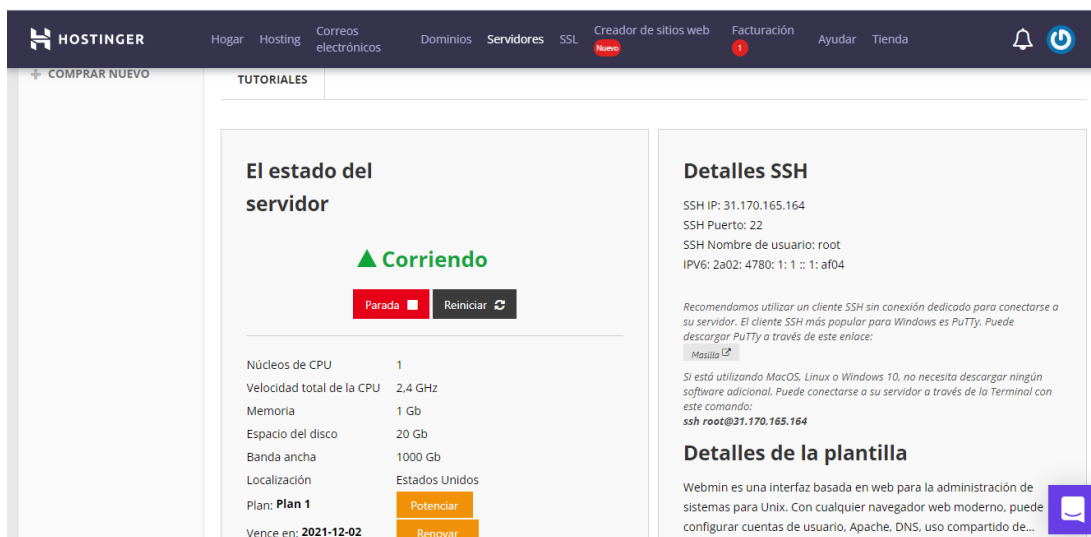 HOSTINGER
Hogar
Hosting
Correos
electrónicos
Dominios
Servidores
SSL
Creador de sitios web
Nuevo
Facturación
1
Ayudar
Tienda
+ COMPRAR NUEVO
TUTORIALES
El estado del
servidor
Corriendo
Parada
Reiniciar
Núcleos de CPU 1
Velocidad total de la CPU 2,4 GHz
Memoria 1 Gb
Espacio del disco 20 Gb
Banda ancha 1000 Gb
Localización Estados Unidos
Plan: Plan 1 Potenciar
Vence en: 2021-12-02 Renovar
Detalles SSH
SSH IP: 31.170.165.164
SSH Puerto: 22
SSH Nombre de usuario: root
IPV6: 2a02: 4780: 1: 1 :: 1: af04
Recomendamos utilizar un cliente SSH sin conexión dedicado para conectarse a
su servidor. El cliente SSH más popular para Windows es PuTTy. Puede
descargar PuTTy a través de este enlace:
Masilla
Si está utilizando MacOS, Linux o Windows 10, no necesita descargar ningún
software adicional. Puede conectarse a su servidor a través de la Terminal con
este comando:
ssh root@31.170.165.164
Detalles de la plantilla
Webmin es una interfaz basada en web para la administración de
sistemas para Unix. Con cualquier navegador web moderno, puede
configurar cuentas de usuario, Apache, DNS, uso compartido de...